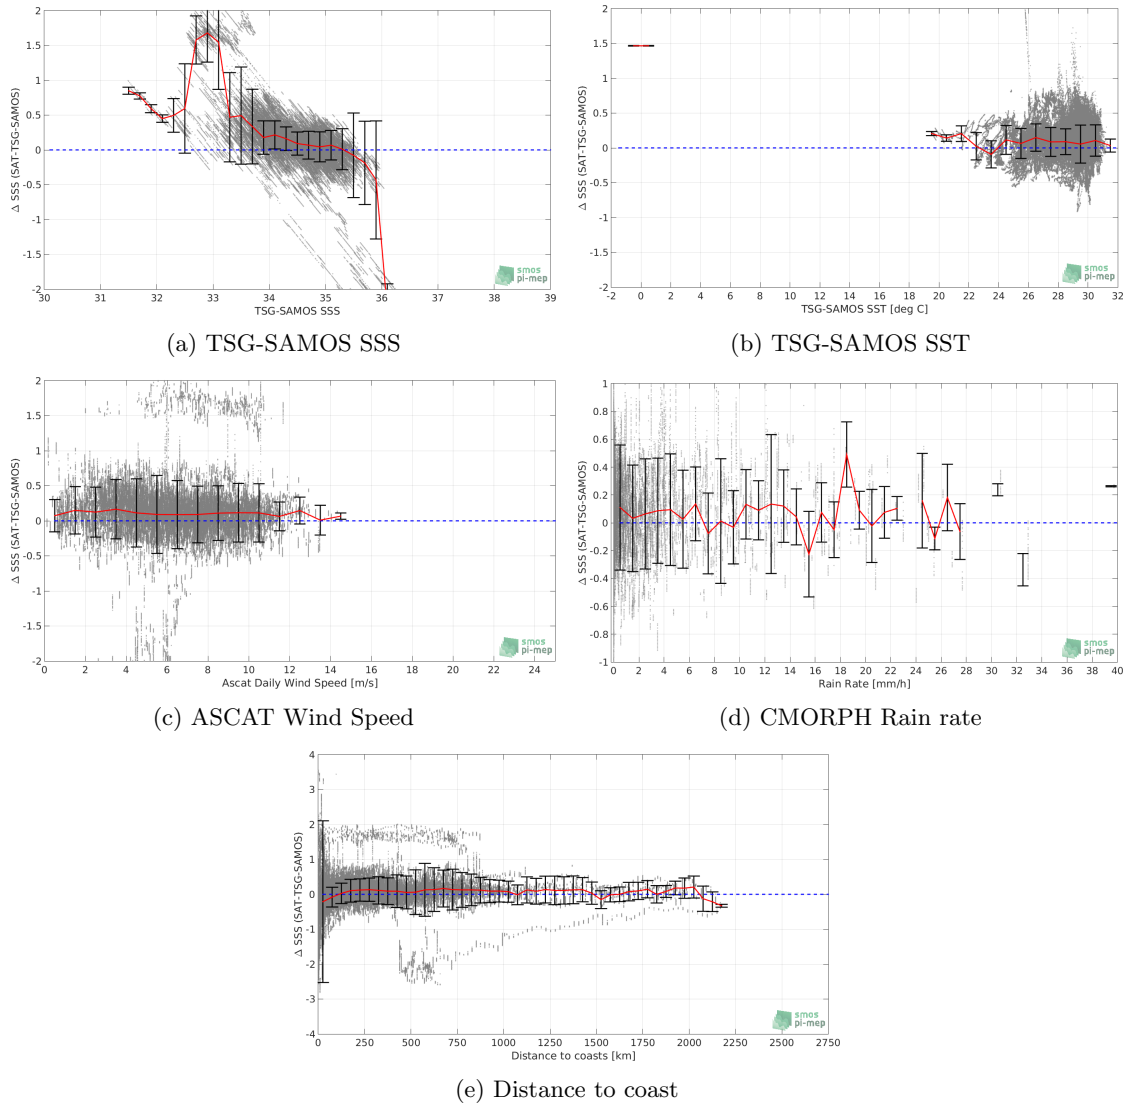 2
1.5
1
0.5
0
-0.5
-1
-1.5
-2
Δ SSS (SAT-TSG-SAMOS)
30 31 32 33 34 35 36 37 38 39
TSG-SAMOS SSS
smos
pi-mep
(a) TSG-SAMOS SSS
2
1.5
1
0.5
0
-0.5
-1
-1.5
-2
Δ SSS (SAT-TSG-SAMOS)
-2 0 2 4 6 8 10 12 14 16 18 20 22 24 26 28 30 32
TSG-SAMOS SST [deg C]
smos
pi-mep
(b) TSG-SAMOS SST
2
1.5
1
0.5
0
-0.5
-1
-1.5
-2
Δ SSS (SAT-TSG-SAMOS)
0 2 4 6 8 10 12 14 16 18 20 22 24
Ascat Daily Wind Speed [m/s]
smos
pi-mep
(c) ASCAT Wind Speed
1
0.8
0.6
0.4
0.2
0
-0.2
-0.4
-0.6
-0.8
-1
Δ SSS (SAT-TSG-SAMOS)
0 2 4 6 8 10 12 14 16 18 20 22 24 26 28 30 32 34 36 38 40
Rain Rate [mm/h]
smos
pi-mep
(d) CMORPH Rain rate
4
3
2
1
0
-1
-2
-3
-4
Δ SSS (SAT-TSG-SAMOS)
0 250 500 750 1000 1250 1500 1750 2000 2250 2500 2750
Distance to coasts [km]
smos
pi-mep
(e) Distance to coast